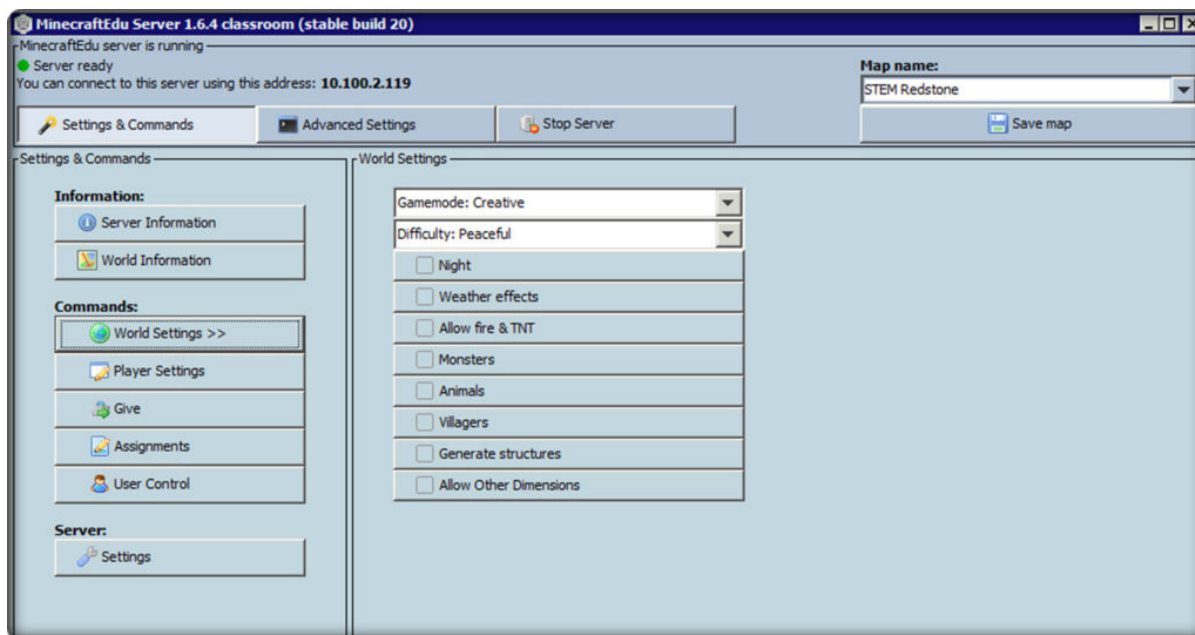 MinecraftEdu Server 1.6.4 classroom (stable build 20)
MinecraftEdu server is running
Server ready
You can connect to this server using this address: 10.100.2.119
Map name:
STEM Redstone
Settings & Commands
Advanced Settings
Stop Server
Save map
Settings & Commands
Information:
Server Information
World Information
Commands:
World Settings >>
Player Settings
Give
Assignments
User Control
Server:
Settings
World Settings
Gamemode: Creative
Difficulty: Peaceful
Night
Weather effects
Allow fire & TNT
Monsters
Animals
Villagers
Generate structures
Allow Other Dimensions